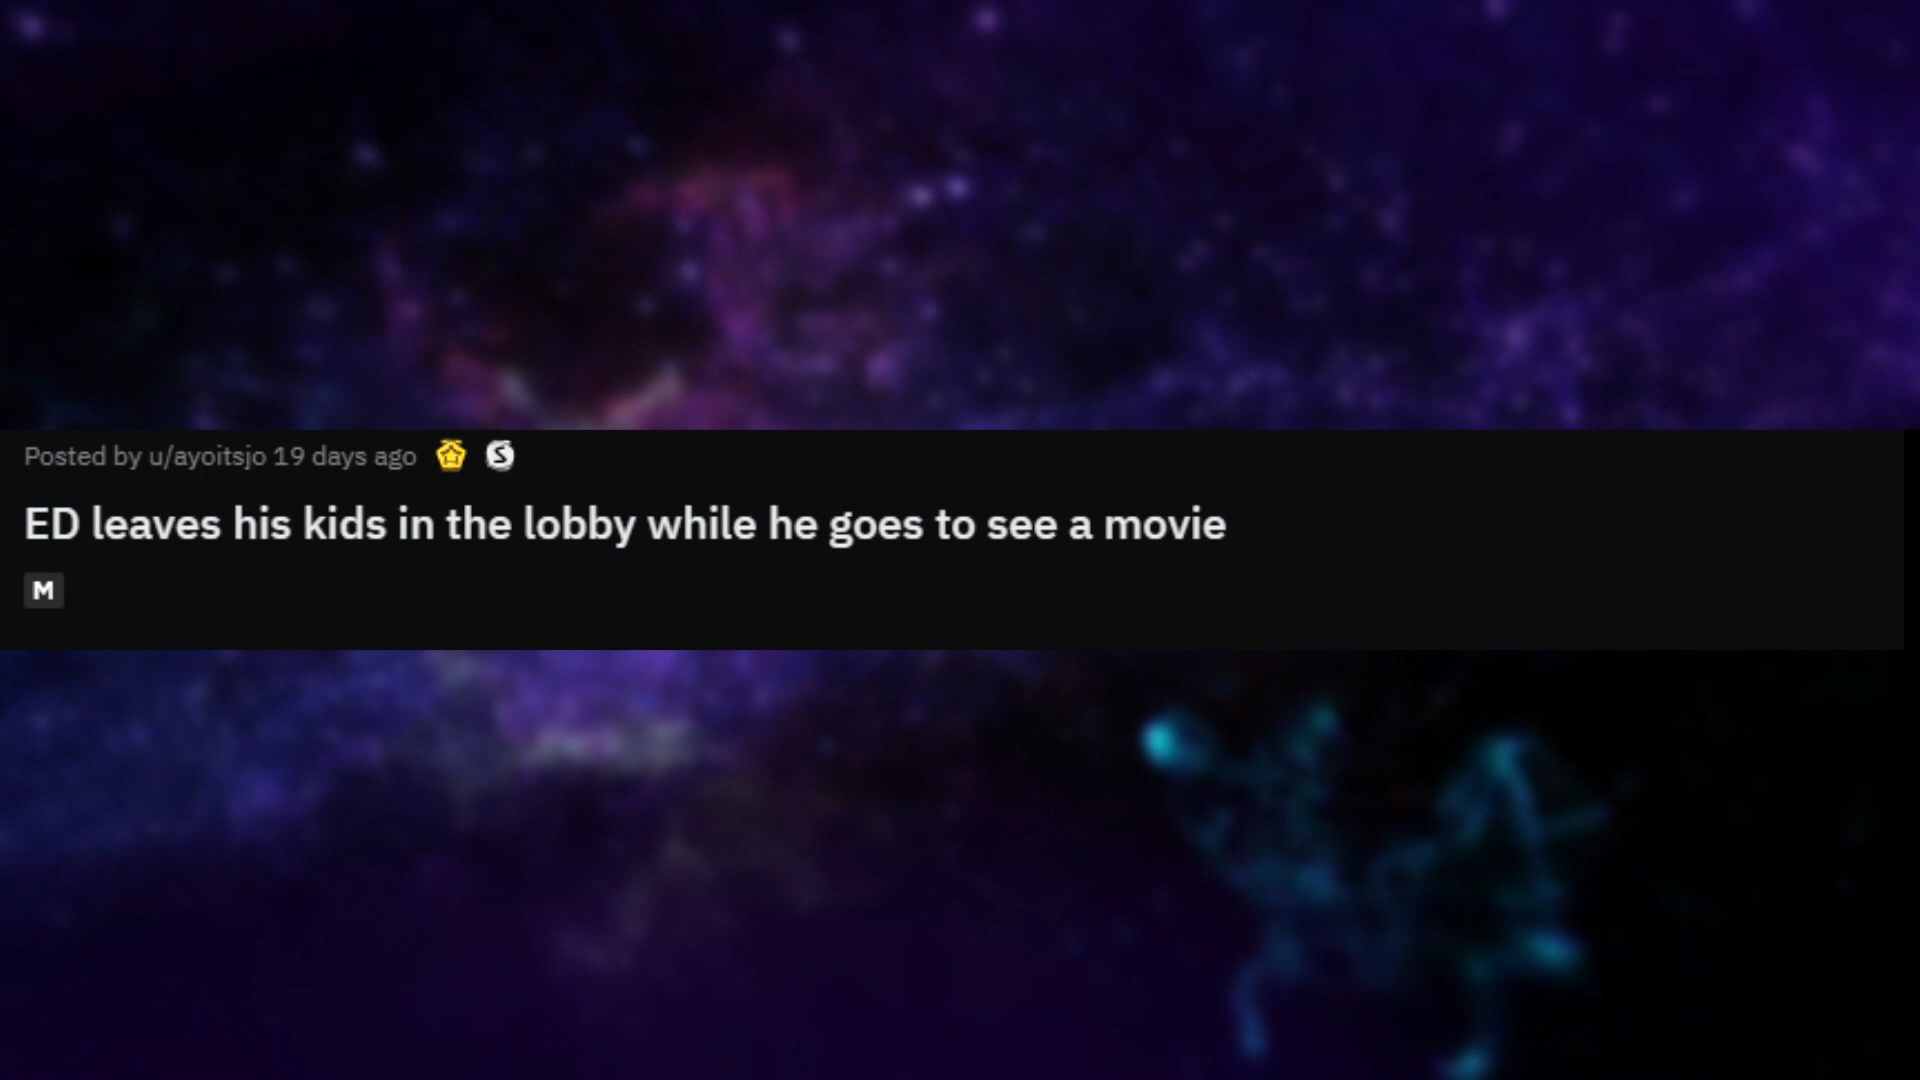 Posted by u/ayoitsjo 19 days ago S
ED leaves his kids in the lobby while he goes to see a movie
M